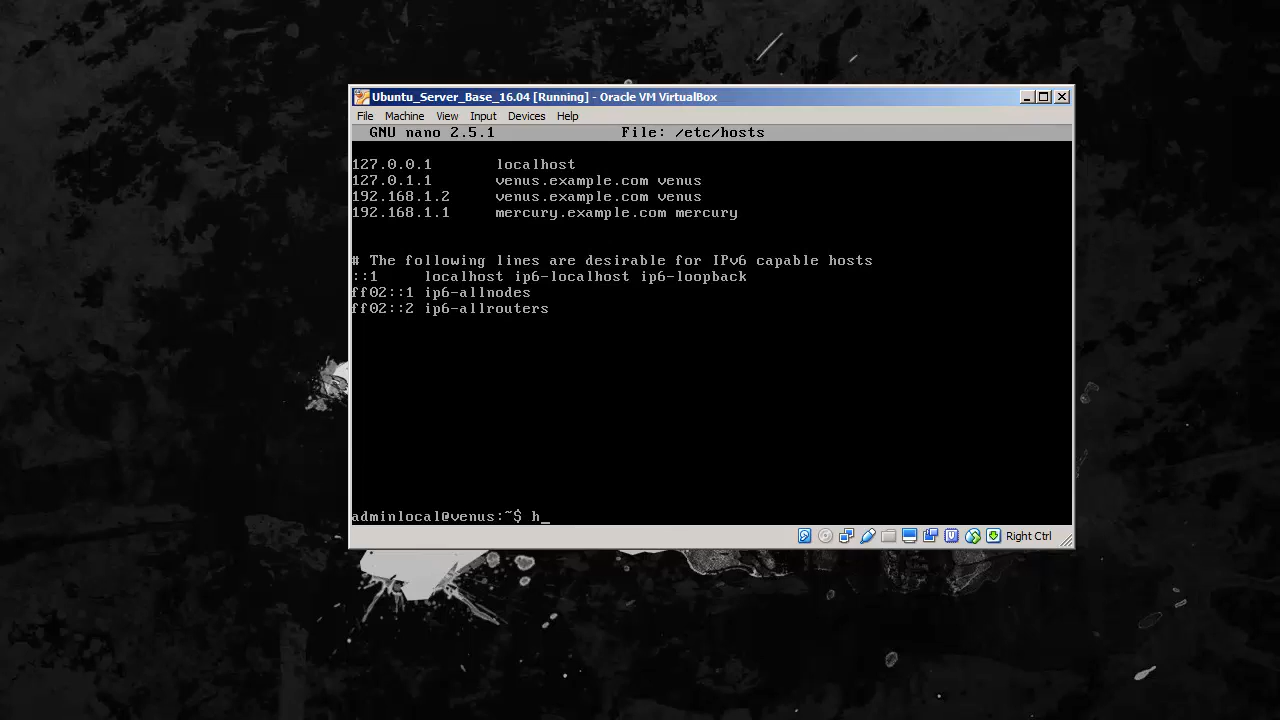 Ubuntu_Server_Base_16.04 [Running] - Oracle VM VirtualBox
File Machine View Input Devices Help
GNU nano 2.5.1 File: /etc/hosts
127.0.0.1 localhost
127.0.1.1 venus.example.com venus
192.168.1.2 venus.example.com venus
192.168.1.1 mercury.example.com mercury
# The following lines are desirable for IPv6 capable hosts
::1 localhost ip6-localhost ip6-loopback
ff02::1 ip6-allnodes
ff02::2 ip6-allrouters
adminlocal@venus:~$ h_
Right Ctrl